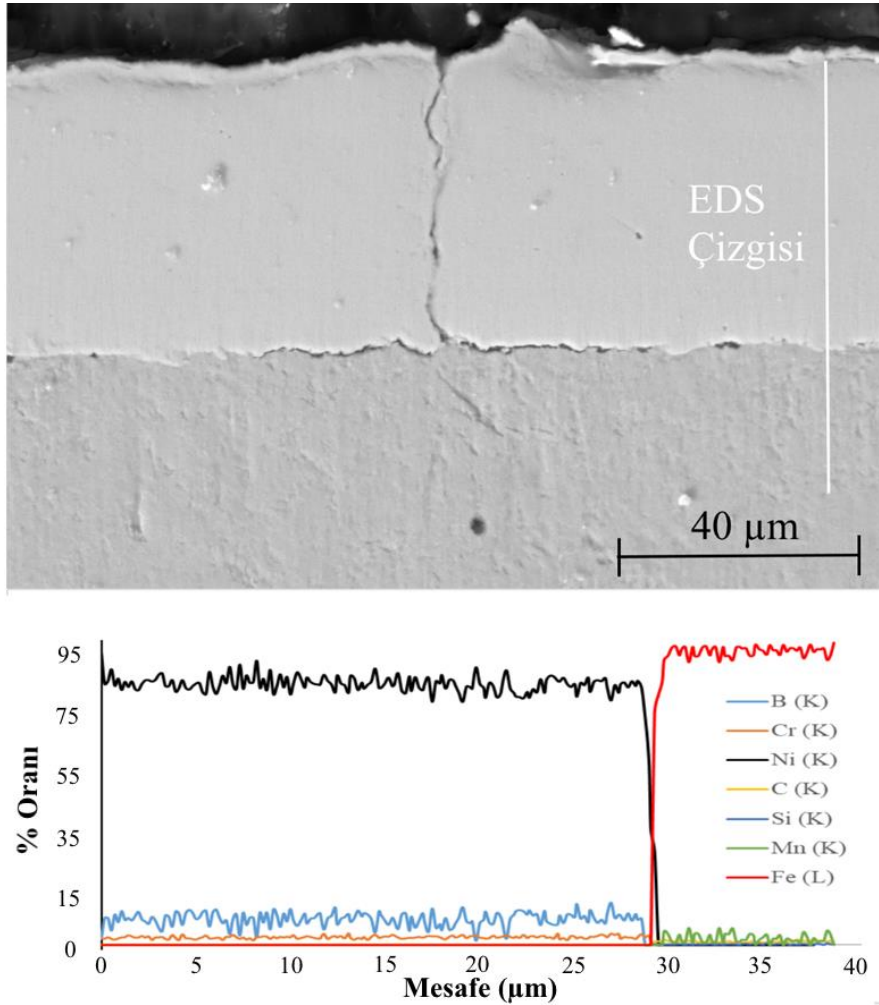 EDS
Çizgisi
40 µm
95
75
55
35
15
0
% Oranı
B (K)
Cr (K)
Ni (K)
C (K)
Si (K)
Mn (K)
Fe (L)
0 5 10 15 20 25 30 35 40
Mesafe (µm)